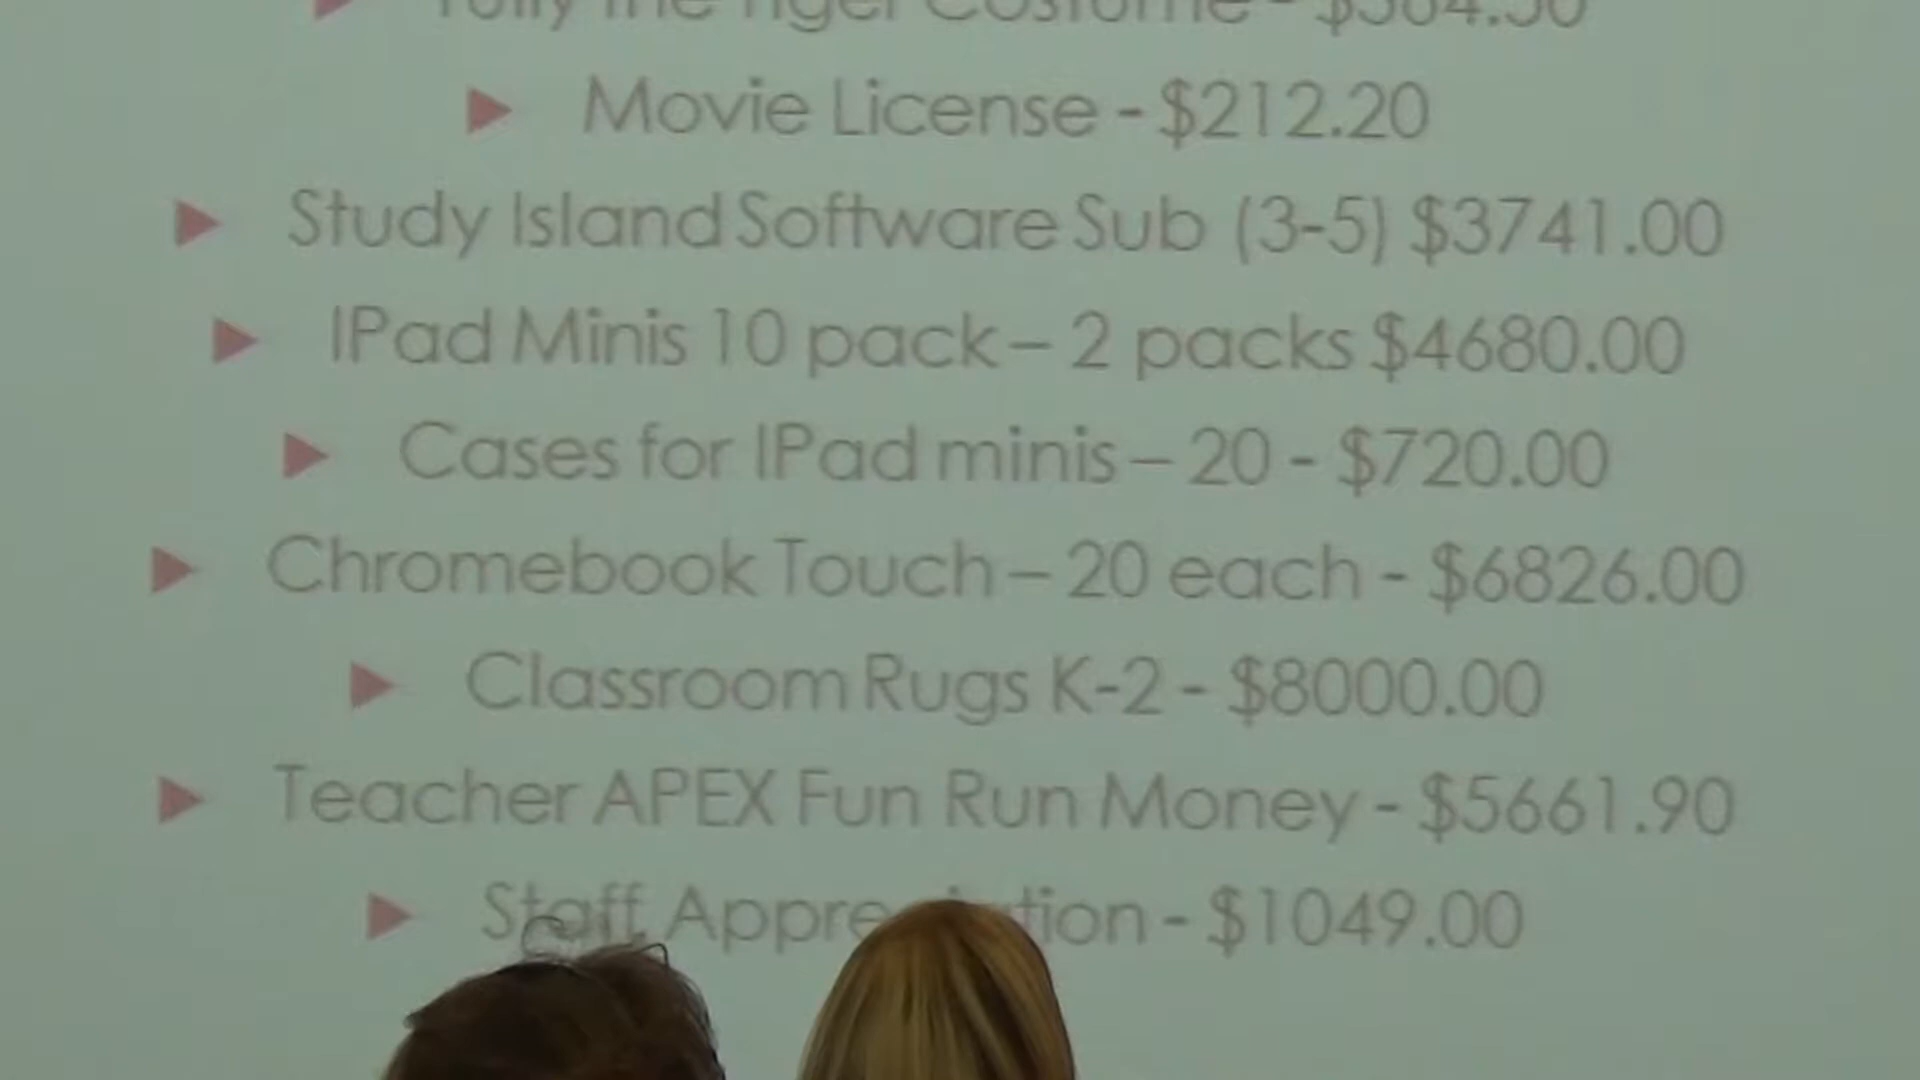 the Tiger Costume - $564.50
Movie License - $212.20
Study Island Software Sub (3-5) $3741.00
IPad Minis 10 pack – 2 packs $4680.00
Cases for IPad minis – 20 - $720.00
Chromebook Touch – 20 each - $6826.00
Classroom Rugs K-2 - $8000.00
Teacher APEX Fun Run Money - $5661.90
Staff Appreciation - $1049.00